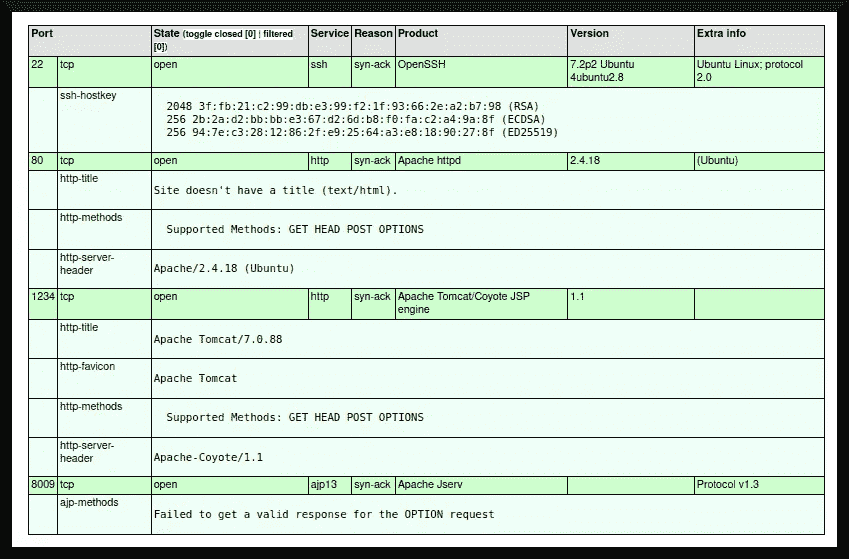 Port State (toggle closed [0] | filtered [0]) Service Reason Product Version Extra info
22 tcp open ssh syn-ack OpenSSH 7.2p2 Ubuntu 4ubuntu2.8 Ubuntu Linux; protocol 2.0
ssh-hostkey
2048 3f:fb:21:c2:99:db:e3:99:f2:1f:93:66:2e:a2:b7:98 (RSA)
256 2b:2a:d2:bb:bb:e3:67:d2:6d:b8:f0:fa:c2:a4:9a:8f (ECDSA)
256 94:7e:c3:28:12:86:2f:e9:25:64:a3:e8:18:90:27:8f (ED25519)
80 tcp open http syn-ack Apache httpd 2.4.18 (Ubuntu)
http-title
Site doesn't have a title (text/html).
http-methods
Supported Methods: GET HEAD POST OPTIONS
http-server-
header
Apache/2.4.18 (Ubuntu)
1234 tcp open http syn-ack Apache Tomcat/Coyote JSP engine 1.1
http-title
Apache Tomcat/7.0.88
http-favicon
Apache Tomcat
http-methods
Supported Methods: GET HEAD POST OPTIONS
http-server-
header
Apache-Coyote/1.1
8009 tcp open ajp13 syn-ack Apache Jserv Protocol v1.3
ajp-methods
Failed to get a valid response for the OPTION request